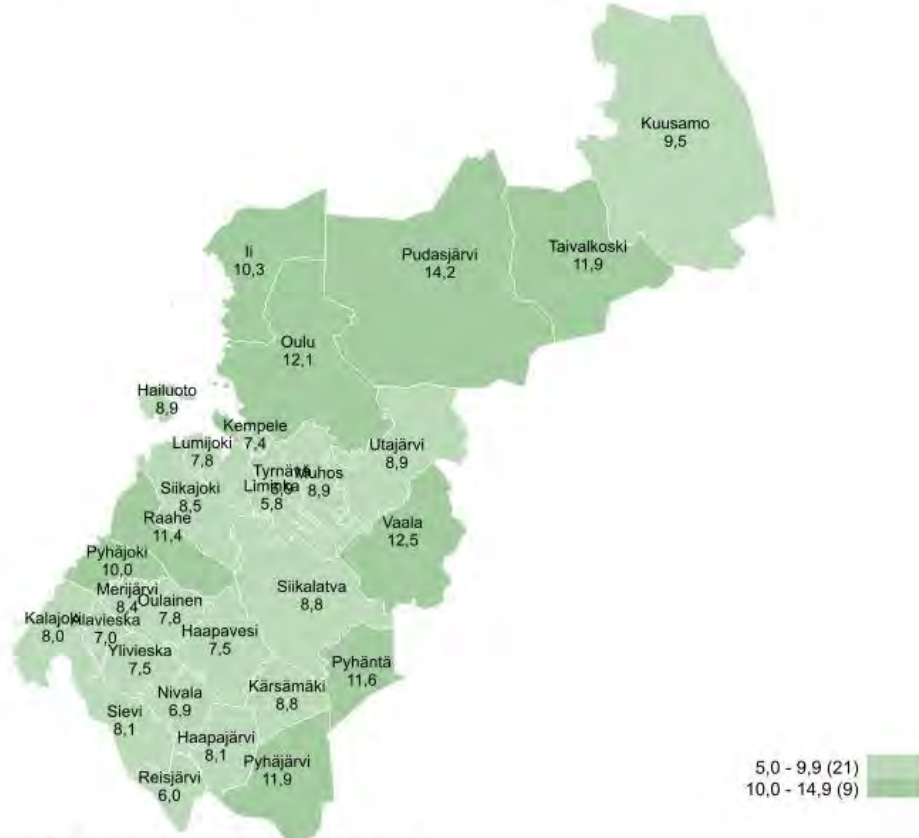 Kuusamo
9,5
Pudasjärvi
14,2
Taivalkoski
11,9
Ii
10,3
Oulu
12,1
Hailuoto
8,9
Kempele
7,4
Lumijoki
7,8
Utajärvi
8,9
Tyrnävä
Muhos
8,9
Liminka
5,8
Siikajoki
8,5
Raahe
11,4
Vaala
12,5
Pyhäjoki
10,0
Merijärvi
8,4
Oulainen
7,8
Siikalatva
8,8
Kalajoki
8,0
Alavieska
7,0
Haapavesi
7,5
Ylivieska
7,5
Pyhäntä
11,6
Nivala
6,9
Kärsämäki
8,8
Sievi
8,1
Haapajärvi
8,1
Pyhäjärvi
11,9
Reisjärvi
6,0
5,0 - 9,9 (21)
10,0 - 14,9 (9)